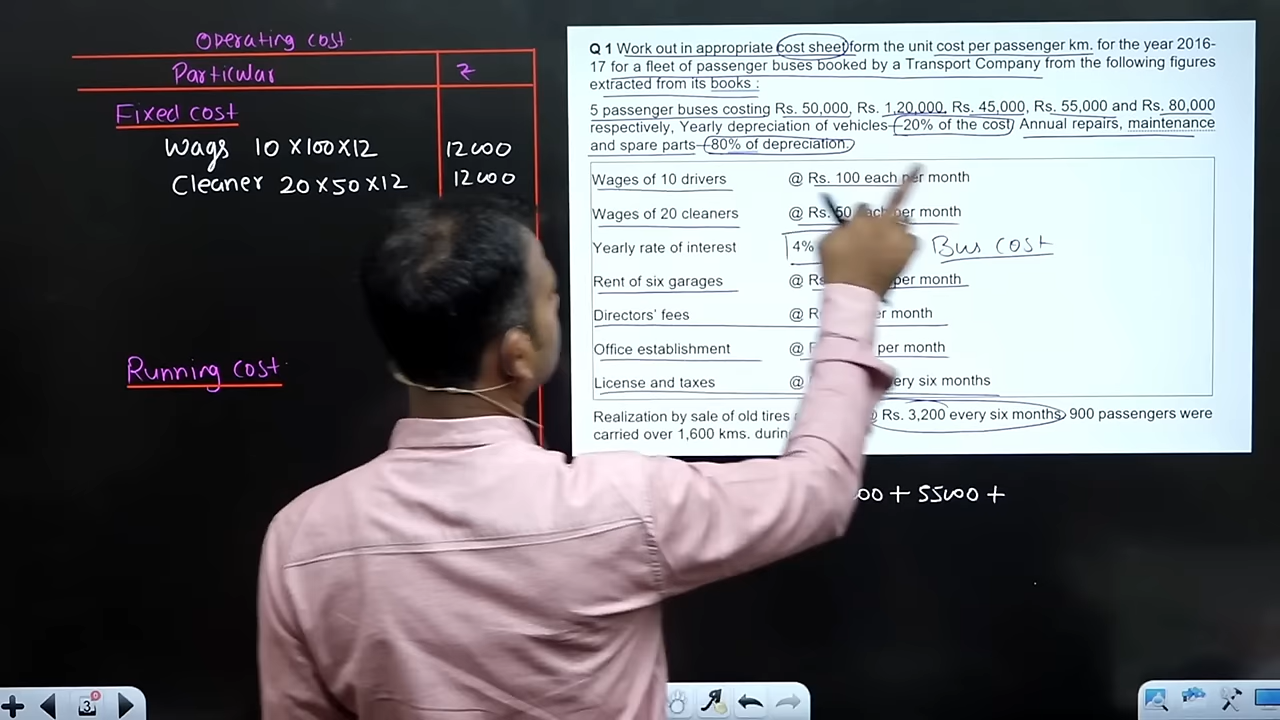 Operating cost
Particular ₹
Fixed cost
Wags 10 x 100 x 12 12000
Cleaner 20 x 50 x 12 12000
Running cost
Q 1 Work out in appropriate cost sheet form the unit cost per passenger km. for the year 2016-
17 for a fleet of passenger buses booked by a Transport Company from the following figures
extracted from its books :
5 passenger buses costing Rs. 50,000, Rs. 1,20,000, Rs. 45,000, Rs. 55,000 and Rs. 80,000
respectively, Yearly depreciation of vehicles-20% of the cost, Annual repairs, maintenance
and spare parts-80% of depreciation.
Wages of 10 drivers @ Rs. 100 each per month
Wages of 20 cleaners @ Rs. 50 each per month
Yearly rate of interest 4% Bus cost
Rent of six garages @ per month
Directors' fees @ month
Office establishment @ per month
License and taxes @ every six months
Realization by sale of old tires @ Rs. 3,200 every six months, 900 passengers were
carried over 1,600 kms.
+ 55000 +
3
0